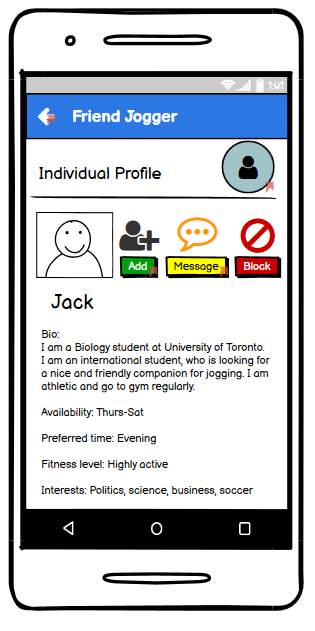 1:01
Friend Jogger
Individual Profile
Add
Message
Block
Jack
Bio:
I am a Biology student at University of Toronto.
I am an international student, who is looking for
a nice and friendly companion for jogging. I am
athletic and go to gym regularly.
Availability: Thurs-Sat
Preferred time: Evening
Fitness level: Highly active
Interests: Politics, science, business, soccer